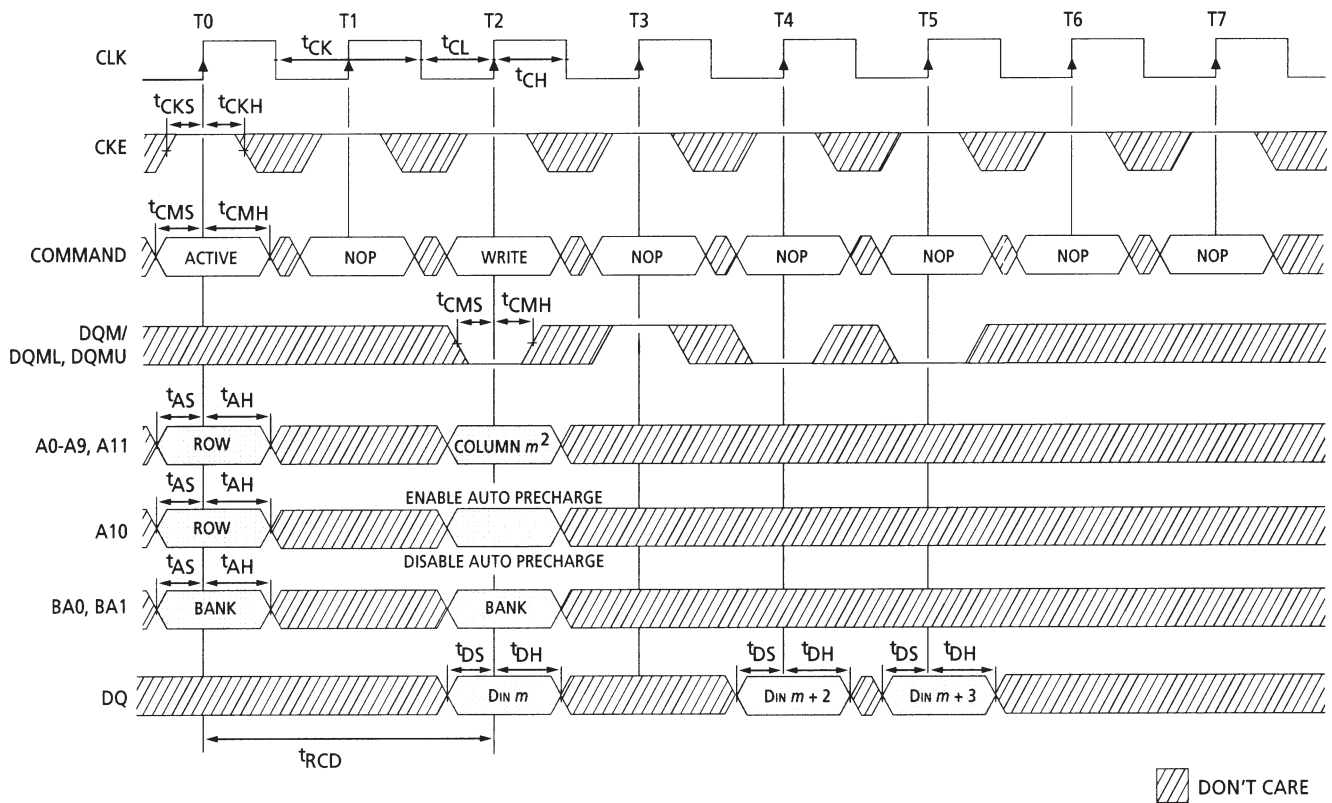 T0 T1 T2 T3 T4 T5 T6 T7
CLK
tCK tCL
tCH
tCKS tCKH
CKE
tCMS tCMH
COMMAND ACTIVE NOP WRITE NOP NOP NOP NOP NOP
tCMS tCMH
DQM/
DQML, DQMU
tAS tAH
A0-A9, A11 ROW COLUMN m2
tAS tAH
ENABLE AUTO PRECHARGE
A10 ROW
DISABLE AUTO PRECHARGE
tAS tAH
BA0, BA1 BANK BANK
tDS tDH tDS tDH tDS tDH
DQ DIN m DIN m + 2 DIN m + 3
tRCD
DON'T CARE